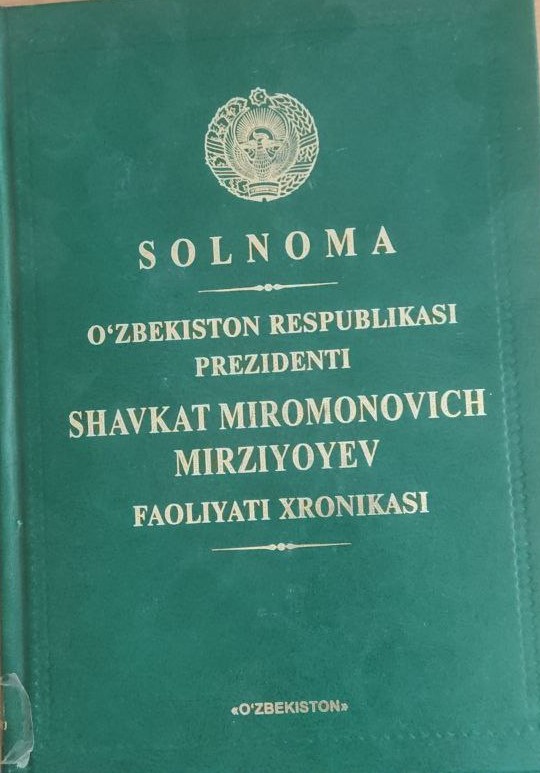 SOLNOMA
O‘ZBEKISTON RESPUBLIKASI
PREZIDENTI
SHAVKAT MIROMONOVICH
MIRZIYOYEV
FAOLIYATI XRONIKASI
«O‘ZBEKISTON»